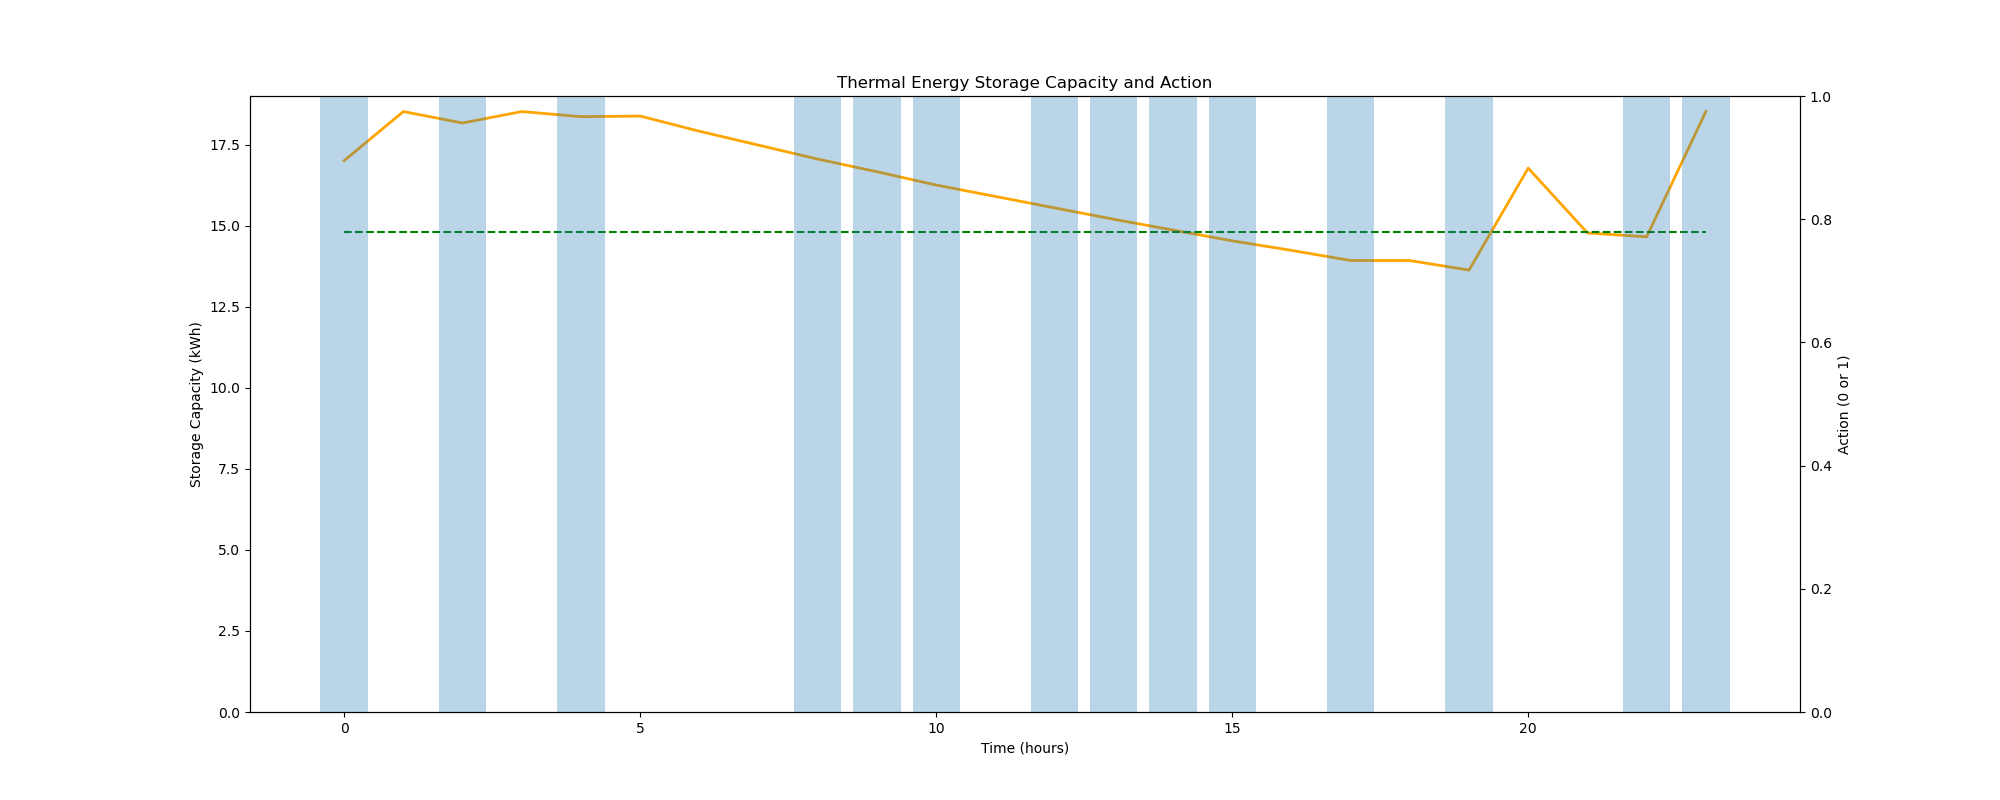 Thermal Energy Storage Capacity and Action
Storage Capacity (kWh)
17.5
15.0
12.5
10.0
7.5
5.0
2.5
0.0
1.0
0.8
0.6
0.4
0.2
0.0
Action (0 or 1)
0 5 10 15 20
Time (hours)